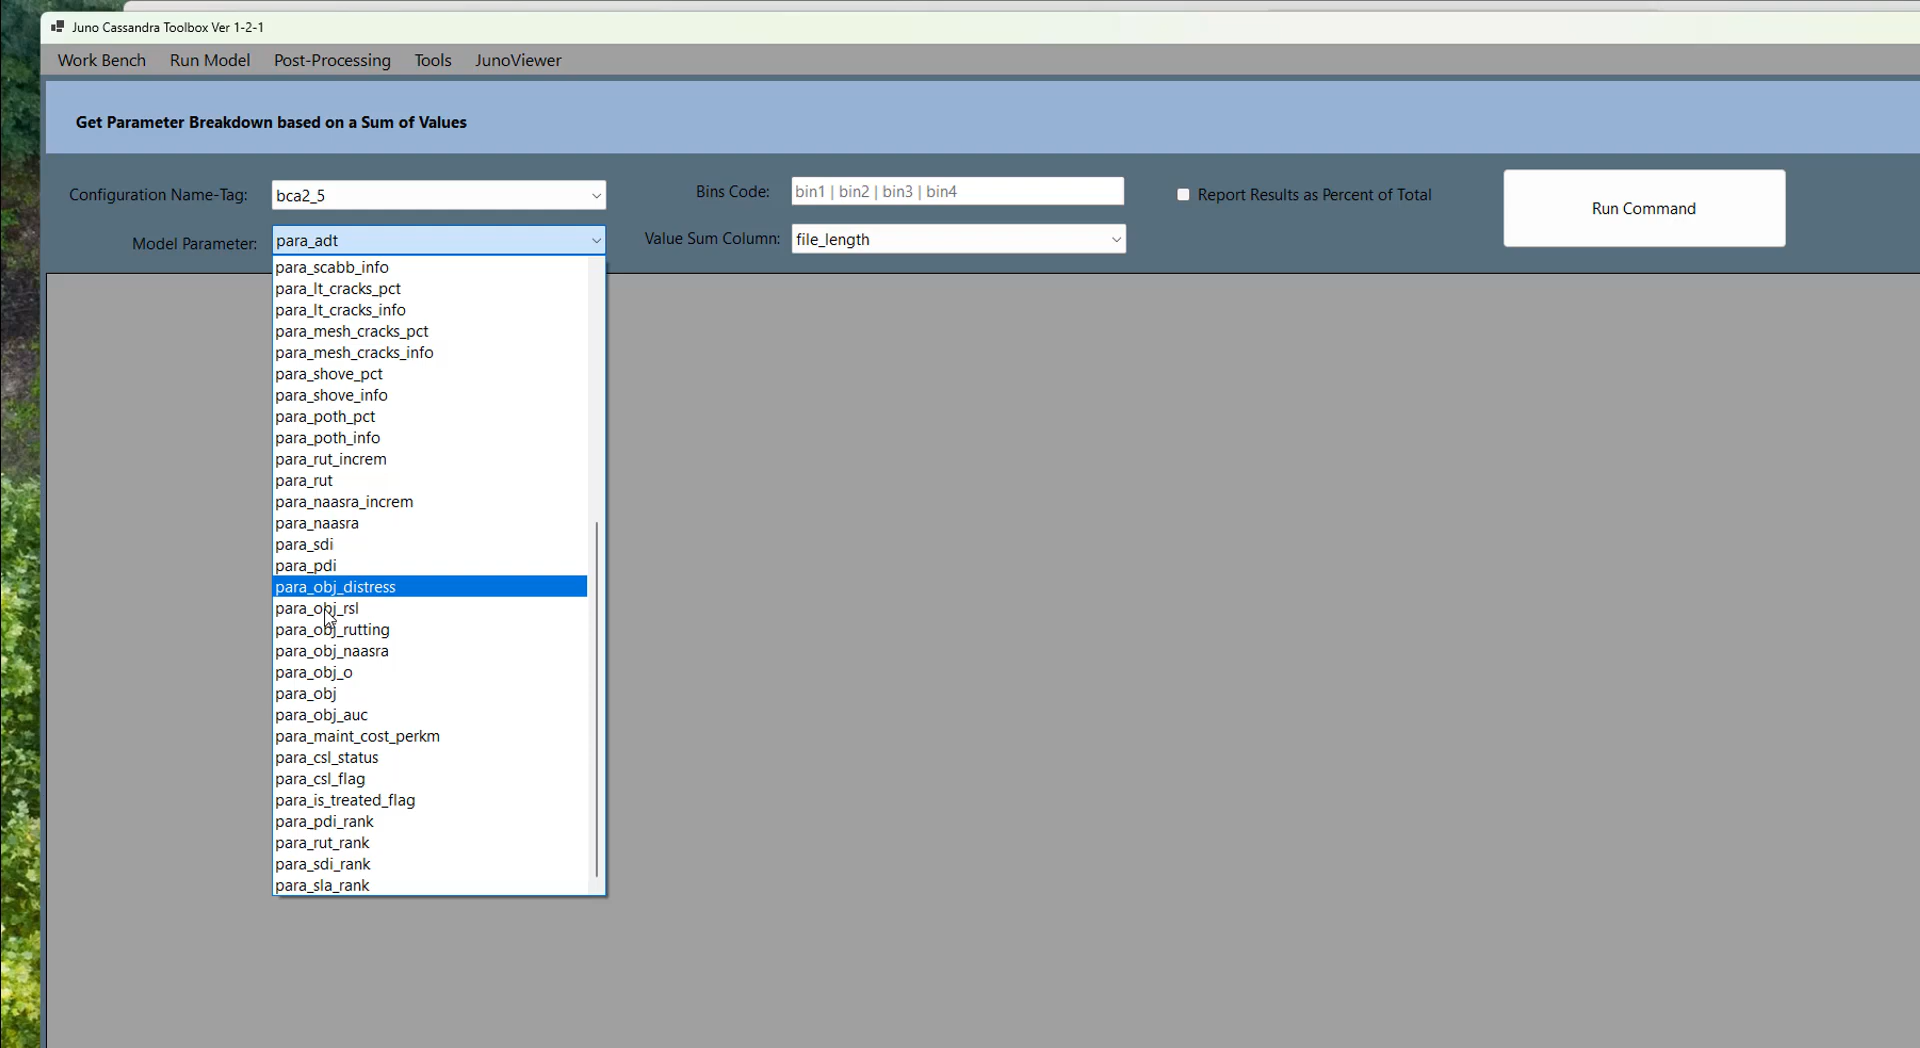 Juno Cassandra Toolbox Ver 1-2-1
Work Bench Run Model Post-Processing Tools JunoViewer
Get Parameter Breakdown based on a Sum of Values
Configuration Name-Tag: bca2_5
Bins Code: bin1 | bin2 | bin3 | bin4
Report Results as Percent of Total
Run Command
Model Parameter: para_adt
Value Sum Column: file_length
para_scabb_info
para_lt_cracks_pct
para_lt_cracks_info
para_mesh_cracks_pct
para_mesh_cracks_info
para_shove_pct
para_shove_info
para_poth_pct
para_poth_info
para_rut_increm
para_rut
para_naasra_increm
para_naasra
para_sdi
para_pdi
para_obj_distress
para_obj_rsl
para_obj_rutting
para_obj_naasra
para_obj_o
para_obj
para_obj_auc
para_maint_cost_perkm
para_csl_status
para_csl_flag
para_is_treated_flag
para_pdi_rank
para_rut_rank
para_sdi_rank
para_sla_rank